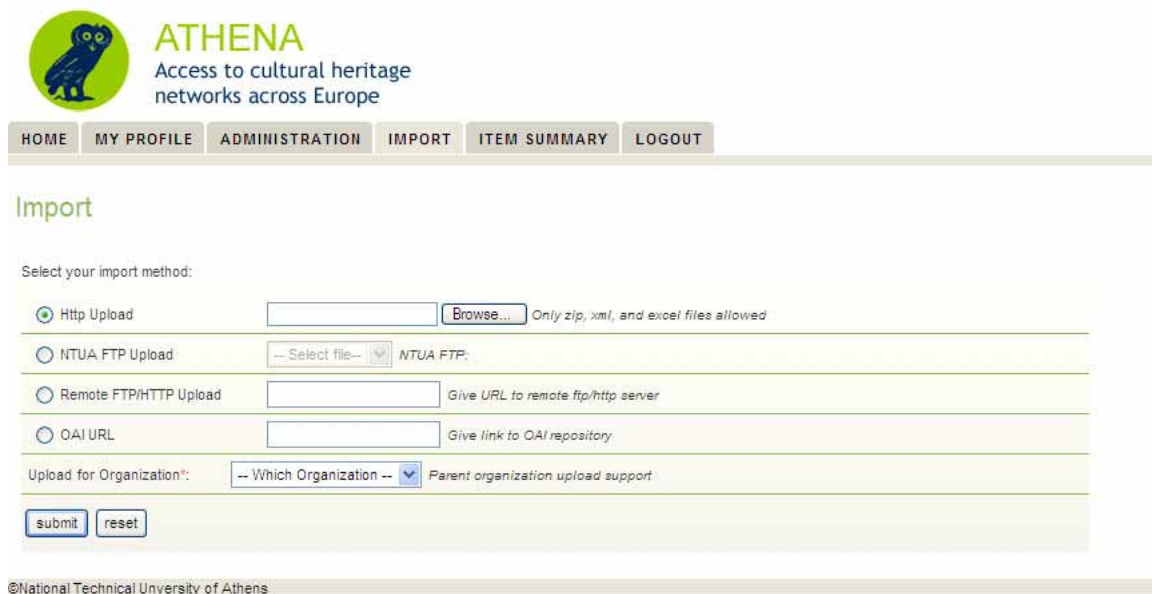 ATHENA
Access to cultural heritage
networks across Europe
HOME MY PROFILE ADMINISTRATION IMPORT ITEM SUMMARY LOGOUT
Import
Select your import method:
Http Upload Browse... Only zip, xml, and excel files allowed
NTUA FTP Upload -- Select file-- NTUA FTP:
Remote FTP/HTTP Upload Give URL to remote ftp/http server
OAI URL Give link to OAI repository
Upload for Organization*: -- Which Organization -- Parent organization upload support
submit reset
©National Technical Unversity of Athens